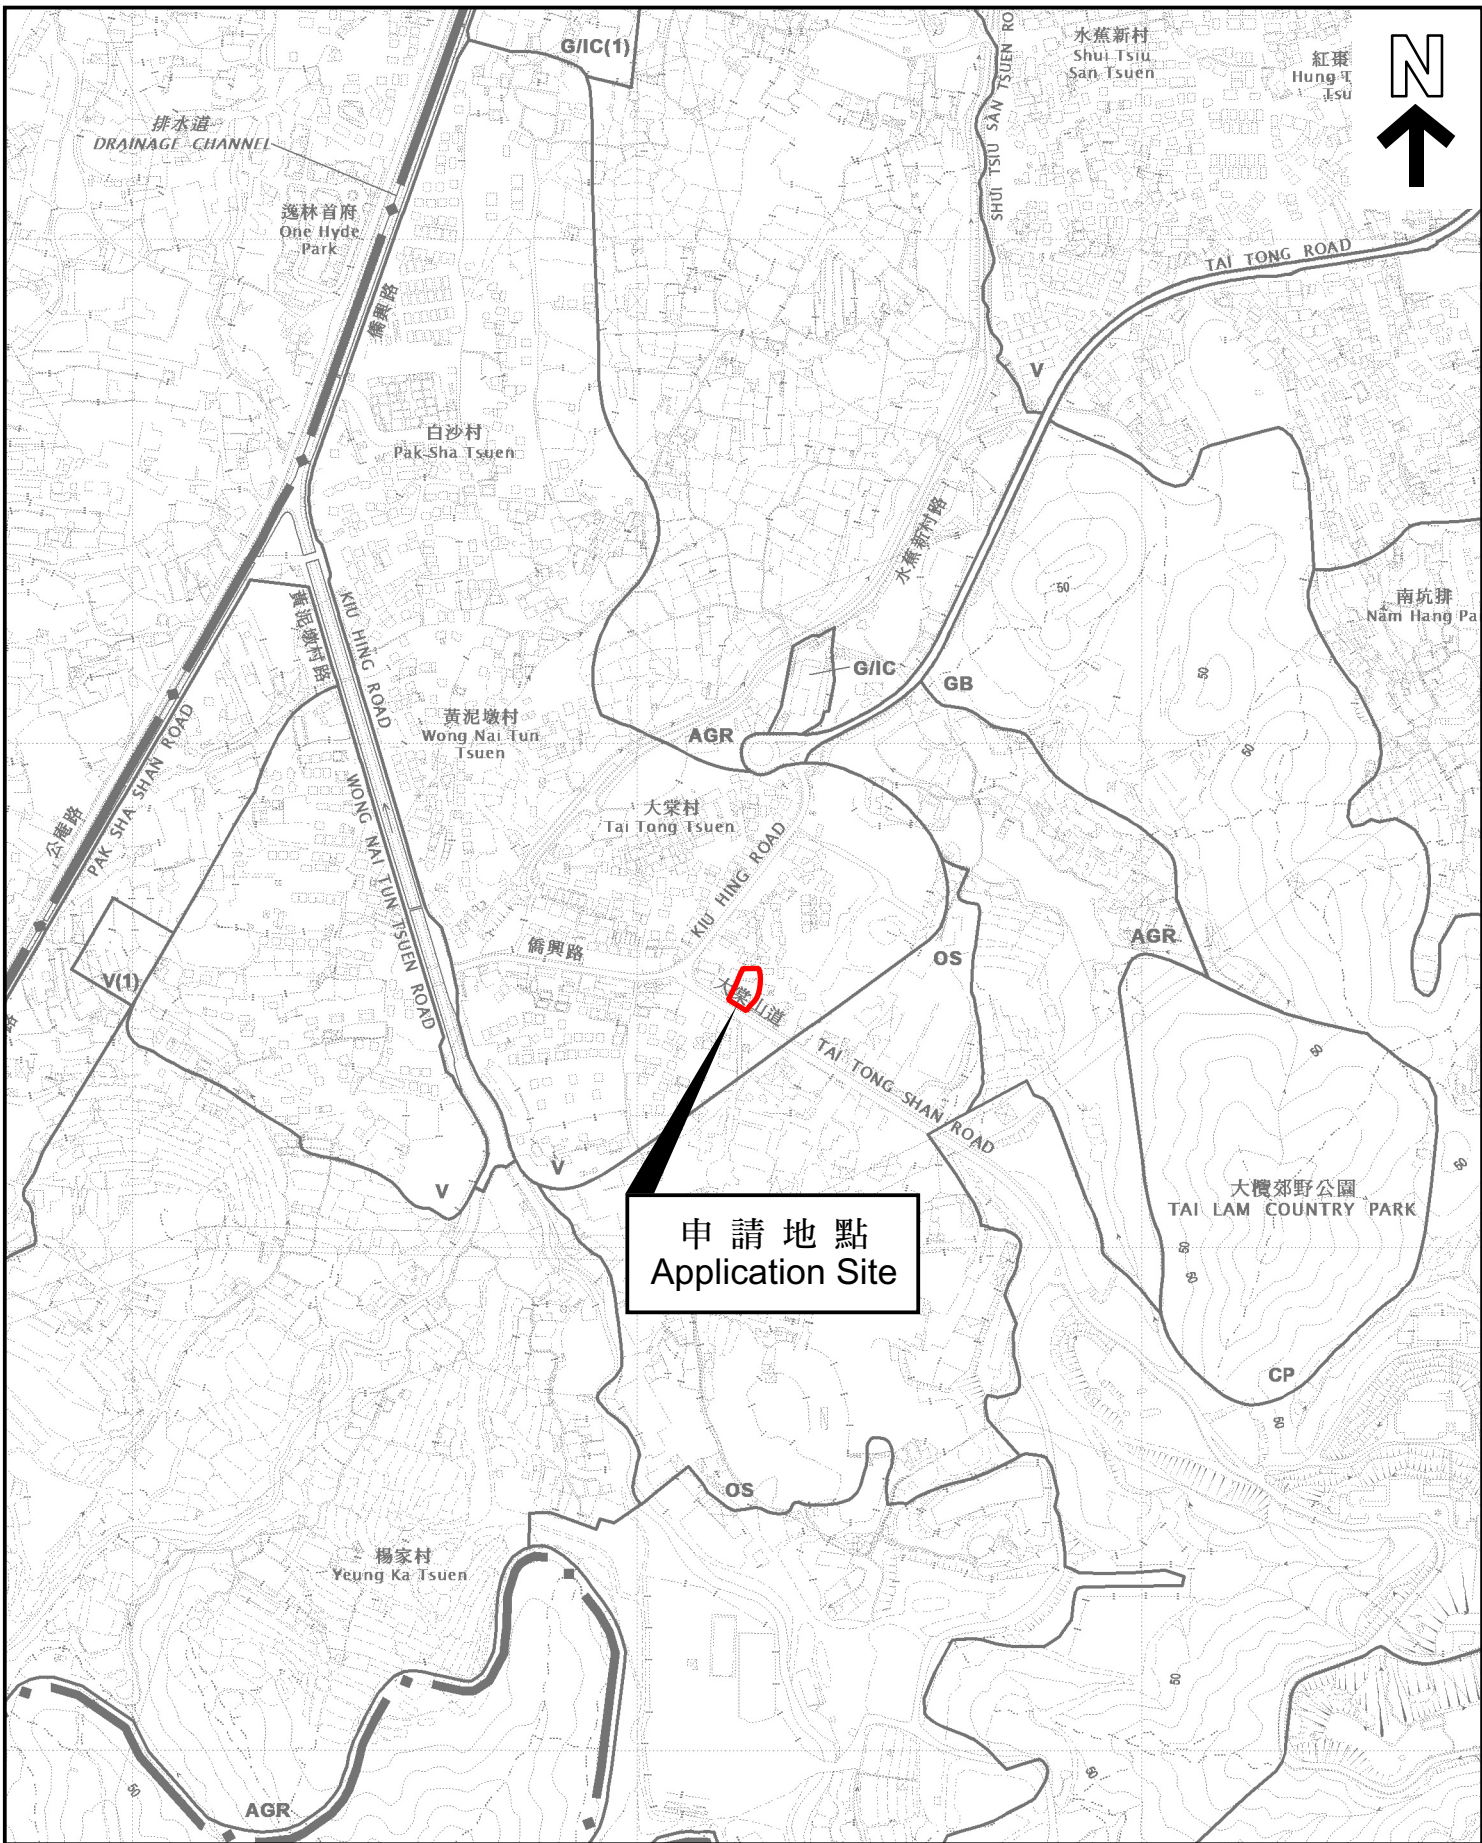 G/IC(1)
水蕉新村
Shui Tsiu
San Tsuen
紅棗
Hung T
Tsu
N
排水道
DRAINAGE CHANNEL
逸林首府
One Hyde
Park
僑興路
SHUI TSIU SAN TSUEN RO
TAI TONG ROAD
V
白沙村
Pak Sha Tsuen
水蕉新村路
50
南坑排
Nam Hang Pa
黃泥墩村路
KIU HING ROAD
G/IC
GB
50
黃泥墩村
Wong Nai Tun
Tsuen
AGR
50
公庵路
PAK SHA SHAN ROAD
WONG NAI TUN TSUEN ROAD
大棠村
Tai Tong Tsuen
KIU HING ROAD
僑興路
AGR
OS
V(1)
路
大棠山道
TAI TONG SHAN ROAD
50
V
V
大欖郊野公園
TAI LAM COUNTRY PARK
50
50
50
申請地點
Application Site
CP
50
OS
楊家村
Yeung Ka Tsuen
50
50
50
AGR